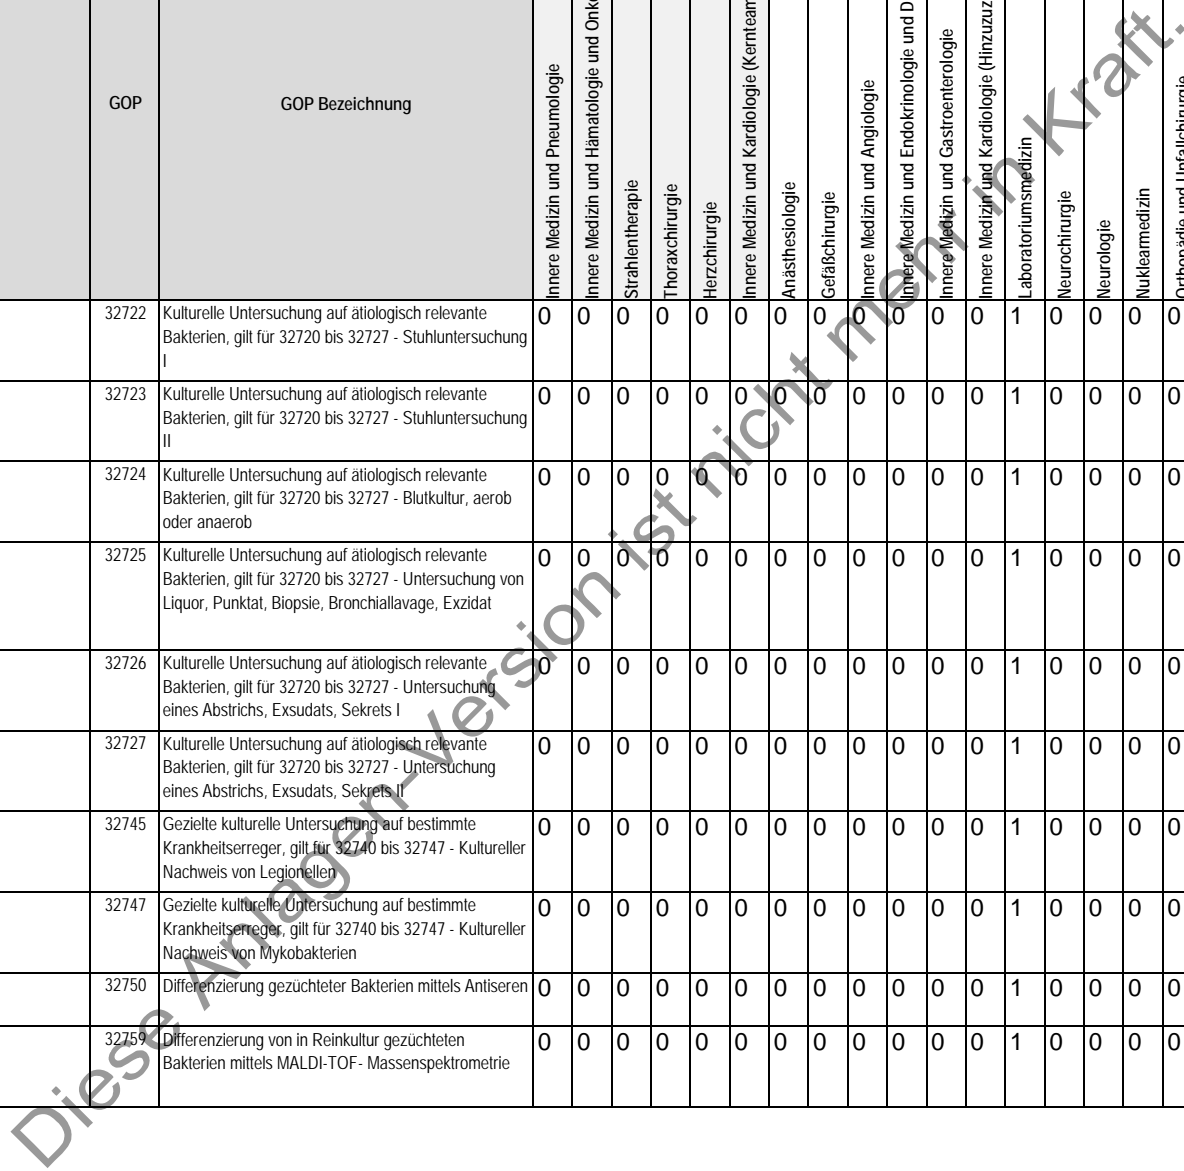 GOP
GOP Bezeichnung
Innere Medizin und Pneumologie
Innere Medizin und Hämatologie und
Strahlentherapie
Thoraxchirurgie
Herzchirurgie
Innere Medizin und Kardiologie (Kernteam
Anästhesiologie
Gefäßchirurgie
Innere Medizin und Angiologie
Innere Medizin und Endokrinologie und
Innere Medizin und Gastroenterologie
Innere Medizin und Kardiologie
Laboratoriumsmedizin
Neurochirurgie
Neurologie
Nuklearmedizin
Orthopädie und Unfallchirurgie
32722 Kulturelle Untersuchung auf ätiologisch relevante 0 0 0 0 0 0 0 0 0 0 0 0 1 0 0 0 0
Bakterien, gilt für 32720 bis 32727 - Stuhluntersuchung
I
32723 Kulturelle Untersuchung auf ätiologisch relevante 0 0 0 0 0 0 0 0 0 0 0 0 1 0 0 0 0
Bakterien, gilt für 32720 bis 32727 - Stuhluntersuchung
II
32724 Kulturelle Untersuchung auf ätiologisch relevante 0 0 0 0 0 0 0 0 0 0 0 0 1 0 0 0 0
Bakterien, gilt für 32720 bis 32727 - Blutkultur, aerob
oder anaerob
32725 Kulturelle Untersuchung auf ätiologisch relevante 0 0 0 0 0 0 0 0 0 0 0 0 1 0 0 0 0
Bakterien, gilt für 32720 bis 32727 - Untersuchung von
Liquor, Punktat, Biopsie, Bronchiallavage, Exzidat
32726 Kulturelle Untersuchung auf ätiologisch relevante 0 0 0 0 0 0 0 0 0 0 0 0 1 0 0 0 0
Bakterien, gilt für 32720 bis 32727 - Untersuchung
eines Abstrichs, Exsudats, Sekrets I
32727 Kulturelle Untersuchung auf ätiologisch relevante 0 0 0 0 0 0 0 0 0 0 0 0 1 0 0 0 0
Bakterien, gilt für 32720 bis 32727 - Untersuchung
eines Abstrichs, Exsudats, Sekrets II
32745 Gezielte kulturelle Untersuchung auf bestimmte 0 0 0 0 0 0 0 0 0 0 0 0 1 0 0 0 0
Krankheitserreger, gilt für 32740 bis 32747 - Kultureller
Nachweis von Legionellen
32747 Gezielte kulturelle Untersuchung auf bestimmte 0 0 0 0 0 0 0 0 0 0 0 0 1 0 0 0 0
Krankheitserreger, gilt für 32740 bis 32747 - Kultureller
Nachweis von Mykobakterien
32750 Differenzierung gezüchteter Bakterien mittels Antiseren 0 0 0 0 0 0 0 0 0 0 0 0 1 0 0 0 0
32759 Differenzierung von in Reinkultur gezüchteten 0 0 0 0 0 0 0 0 0 0 0 0 1 0 0 0 0
Bakterien mittels MALDI-TOF- Massenspektrometrie
Diese Anlagen-Version ist nicht mehr in Kraft.